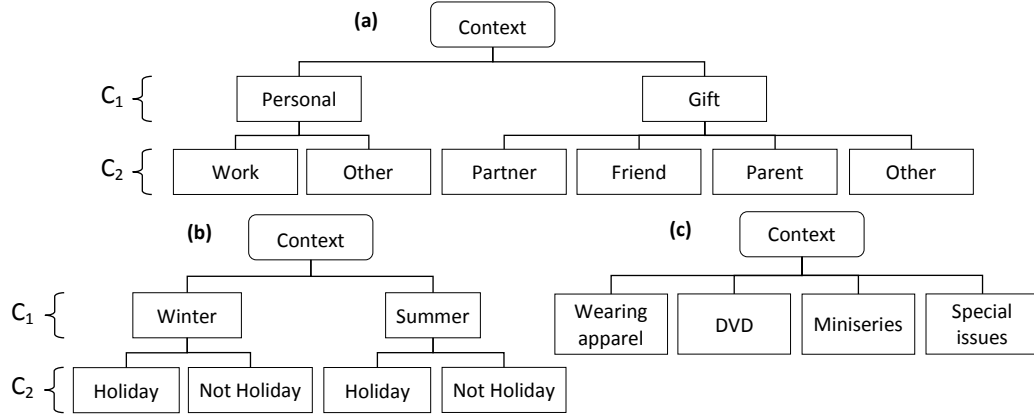 (a)
Context
C₁
Personal
Gift
C₂
Work
Other
Partner
Friend
Parent
Other
(b)
Context
C₁
Winter
Summer
C₂
Holiday
Not Holiday
Holiday
Not Holiday
(c)
Context
Wearing
apparel
DVD
Miniseries
Special
issues